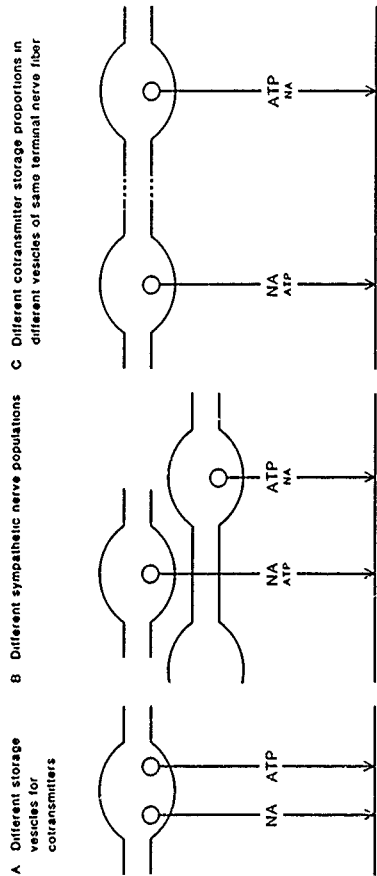 A Different storage
vesicles for
cotransmitters
NA
ATP
B Different sympathetic nerve populations
NA
ATP
ATP
NA
C Different cotransmitter storage proportions in
different vesicles of same terminal nerve fiber
NA
ATP
ATP
NA